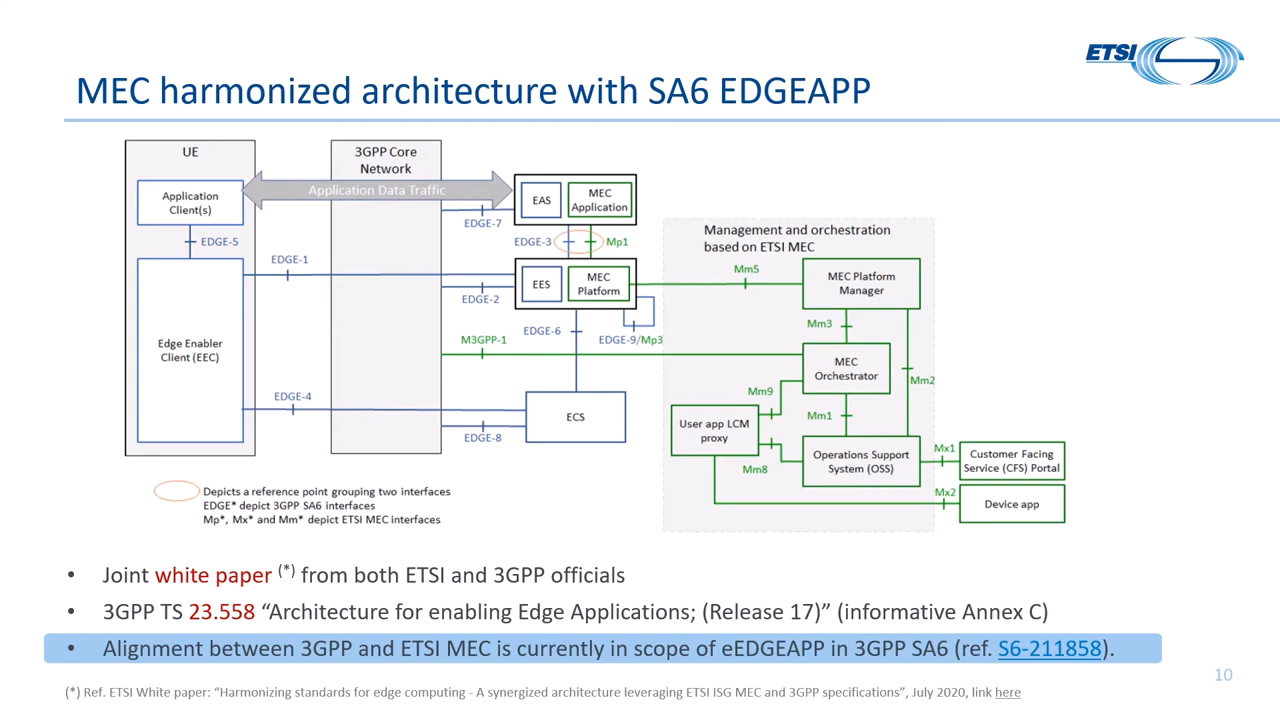 ETSI
MEC harmonized architecture with SA6 EDGEAPP
UE
3GPP Core
Network
Application Data Traffic
Application
Client(s)
EDGE-5
Edge Enabler
Client (EEC)
EDGE-1
EDGE-4
EDGE-7
EAS
MEC
Application
EDGE-3
Mp1
EES
MEC
Platform
EDGE-2
EDGE-6
EDGE-9/Mp3
M3GPP-1
ECS
EDGE-8
Management and orchestration
based on ETSI MEC
Mm5
MEC Platform
Manager
Mm3
MEC
Orchestrator
Mm2
Mm9
Mm1
User app LCM
proxy
Mm8
Operations Support
System (OSS)
Mx1
Customer Facing
Service (CFS) Portal
Mx2
Device app
Depicts a reference point grouping two interfaces
EDGE* depict 3GPP SA6 interfaces
Mp*, Mx* and Mm* depict ETSI MEC interfaces
• Joint white paper (*) from both ETSI and 3GPP officials
• 3GPP TS 23.558 “Architecture for enabling Edge Applications; (Release 17)” (informative Annex C)
• Alignment between 3GPP and ETSI MEC is currently in scope of eEDGEAPP in 3GPP SA6 (ref. S6-211858).
10
(*) Ref. ETSI White paper: “Harmonizing standards for edge computing - A synergized architecture leveraging ETSI ISG MEC and 3GPP specifications”, July 2020, link here